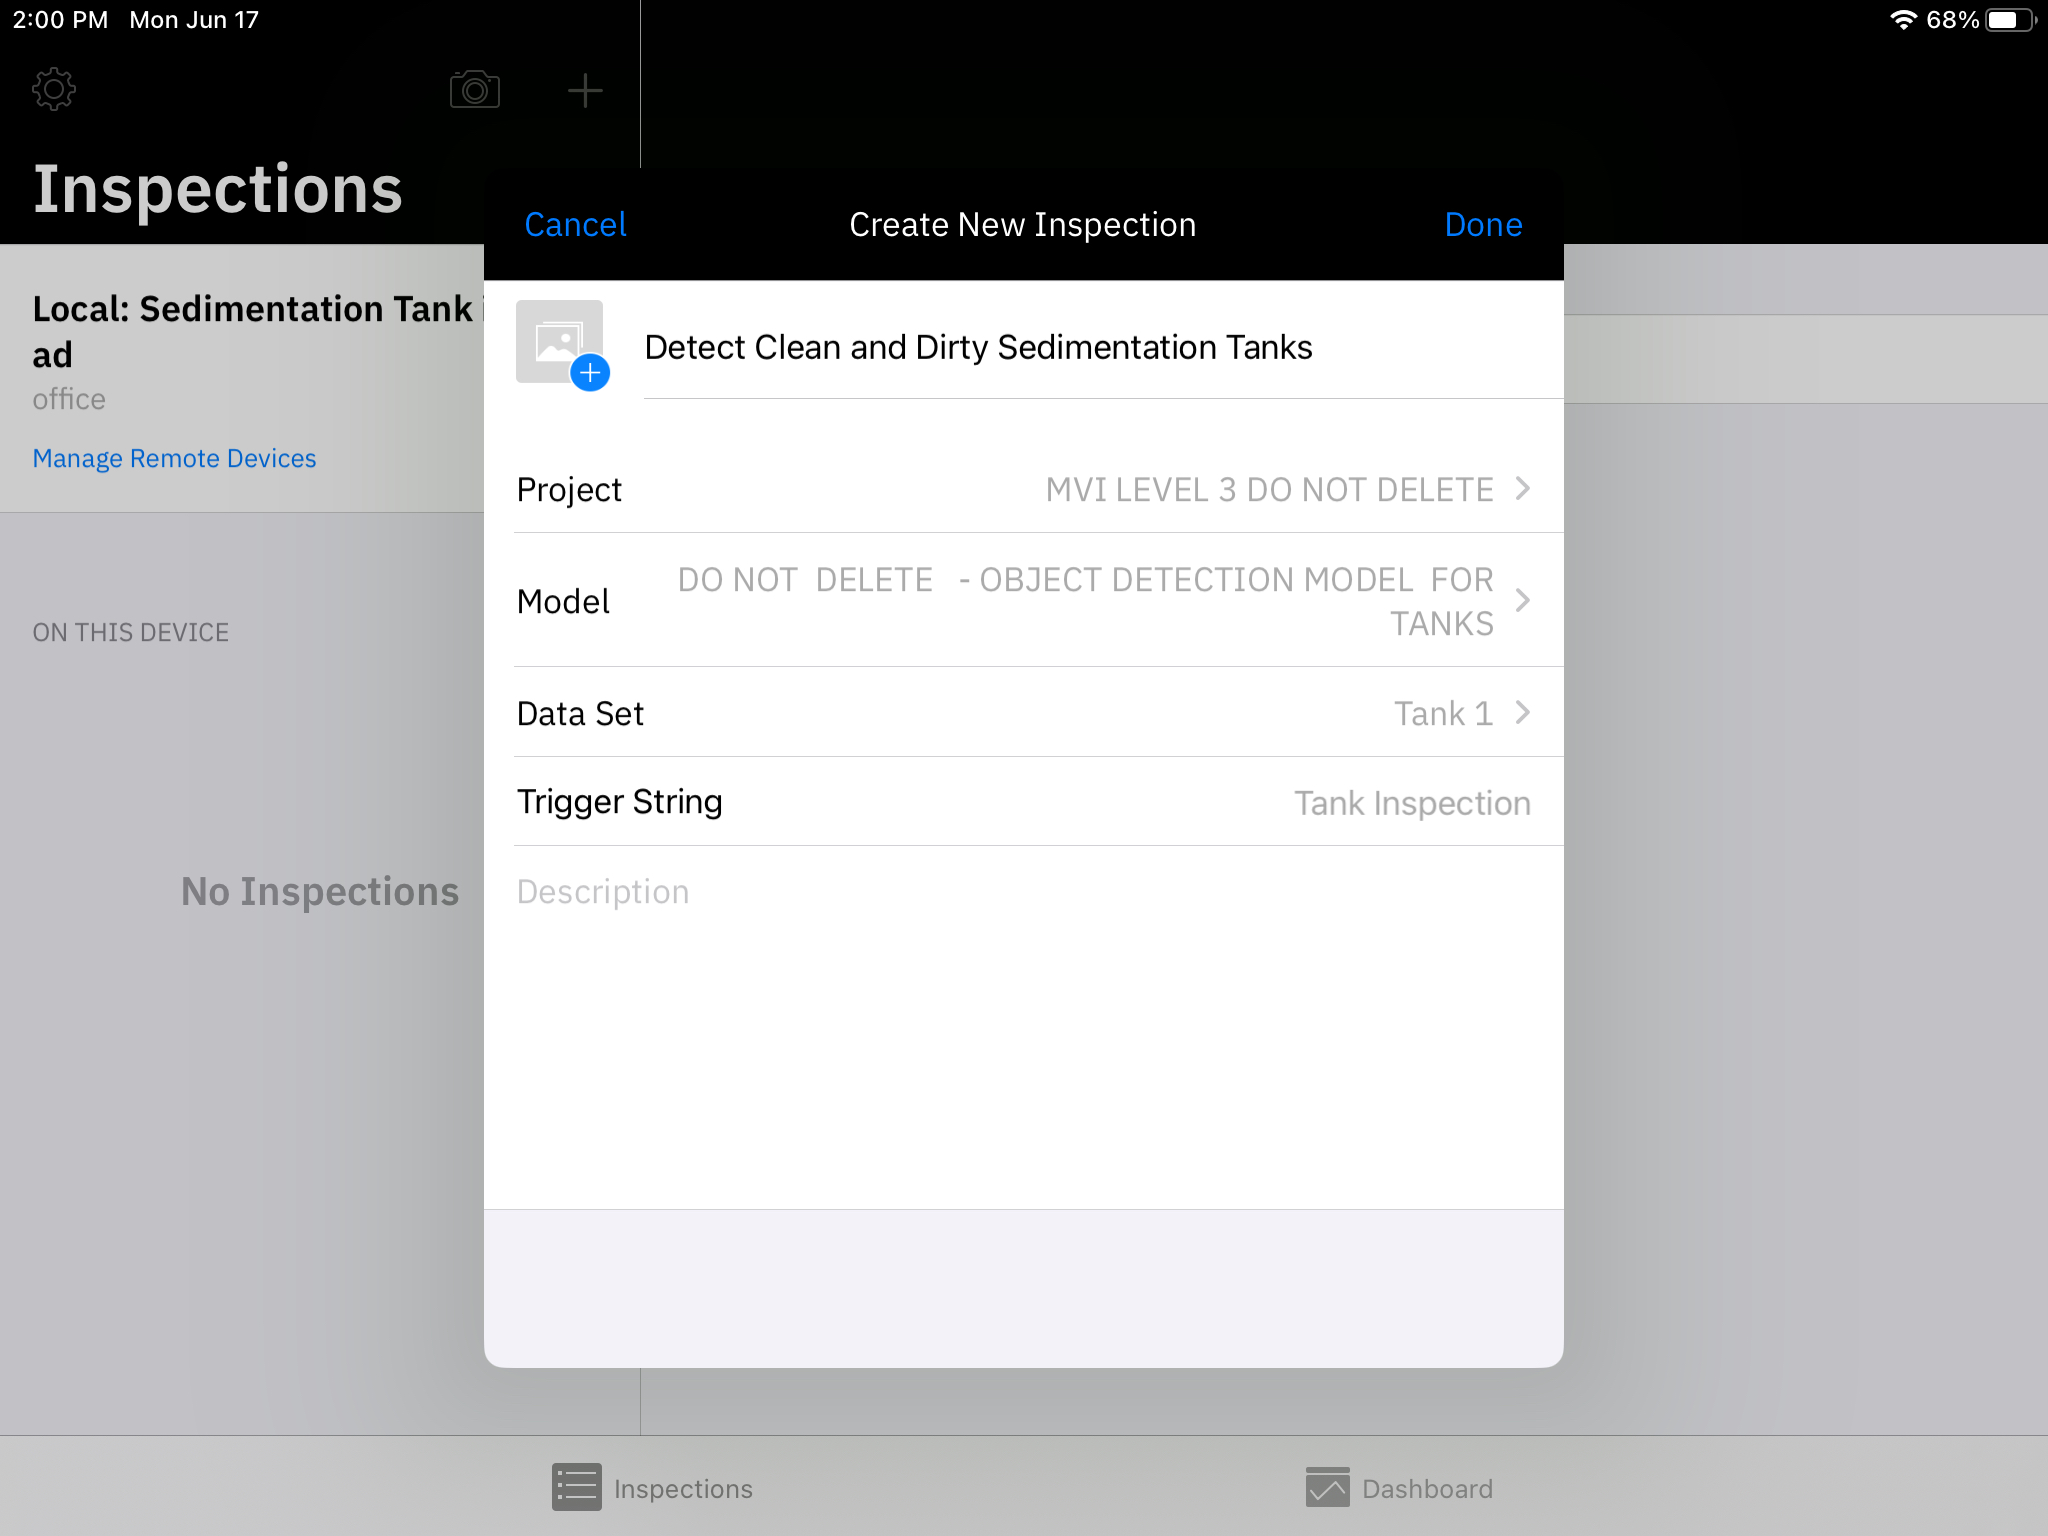 2:00 PM Mon Jun 17
68%
Inspections
Local: Sedimentation Tank
ad
office
Manage Remote Devices
ON THIS DEVICE
No Inspections
Cancel
Create New Inspection
Done
Detect Clean and Dirty Sedimentation Tanks
Project
MVI LEVEL 3 DO NOT DELETE
Model
DO NOT DELETE - OBJECT DETECTION MODEL FOR
TANKS
Data Set
Tank 1
Trigger String
Tank Inspection
Description
Inspections
Dashboard